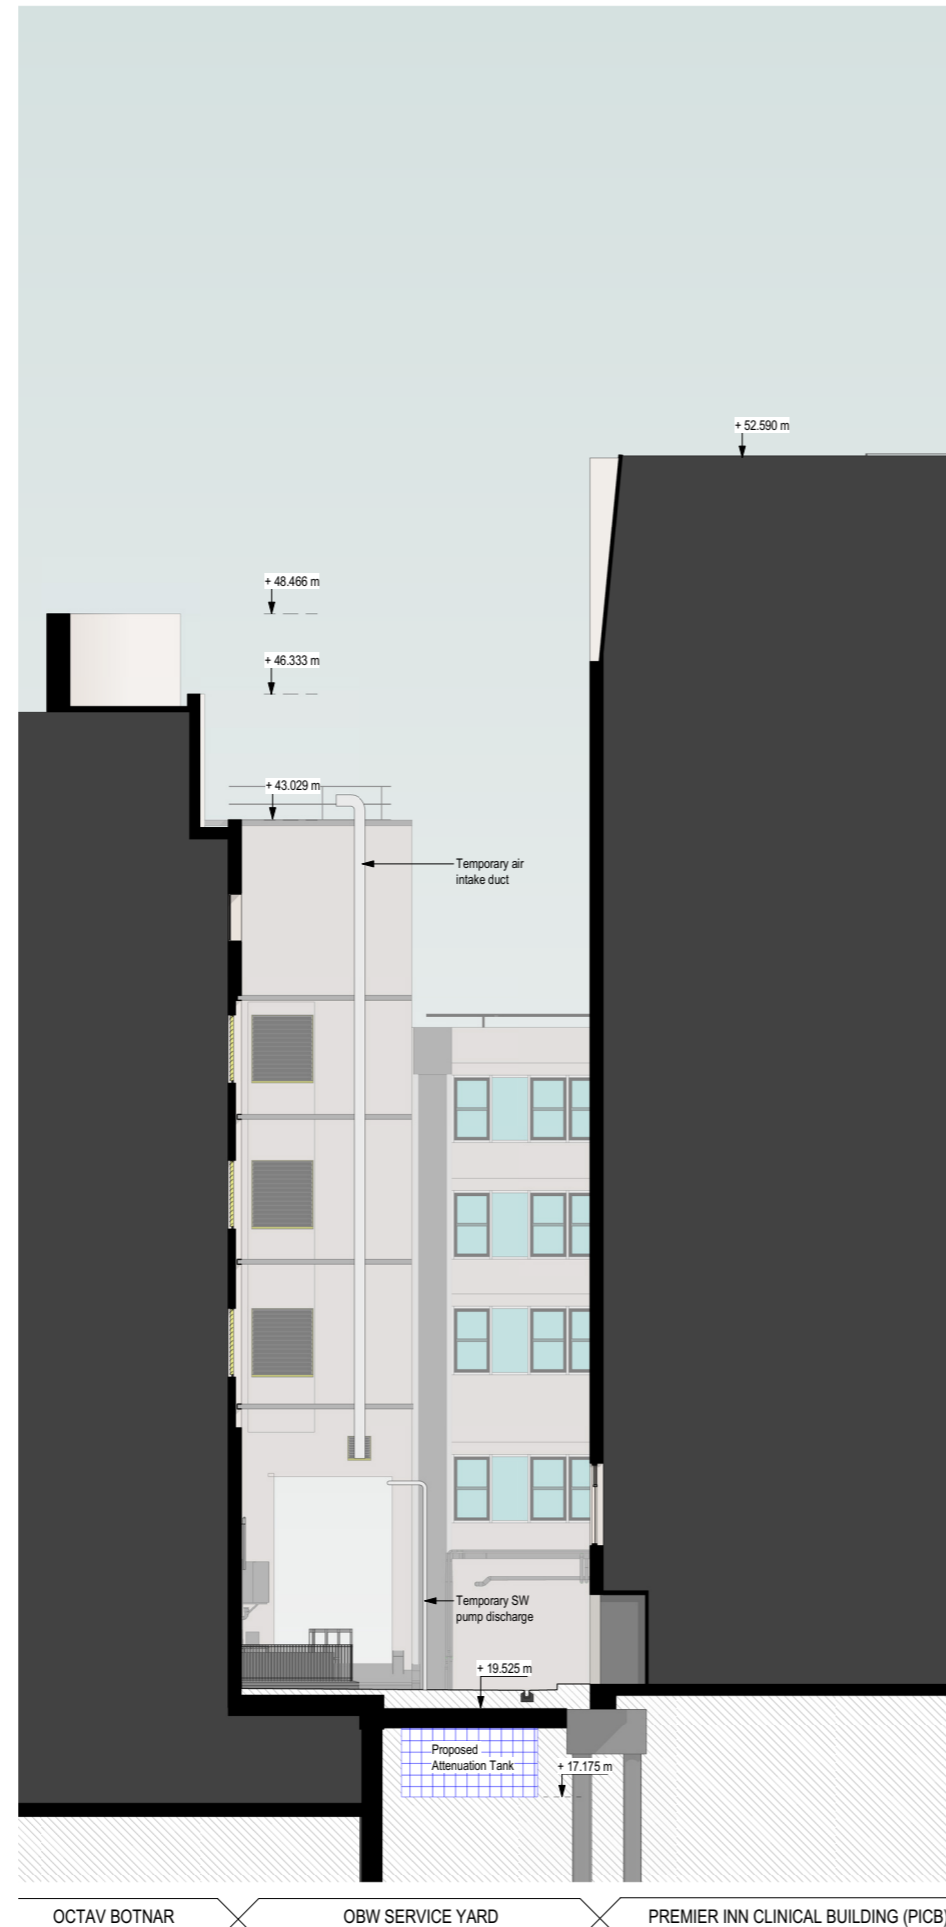 + 52.590 m
+ 48.466 m
+ 46.333 m
+ 43.029 m
Temporary air
intake duct
Temporary SW
pump discharge
+ 19.525 m
Proposed
Attenuation Tank
+ 17.175 m
OCTAV BOTNAR
OBW SERVICE YARD
PREMIER INN CLINICAL BUILDING (PICB)